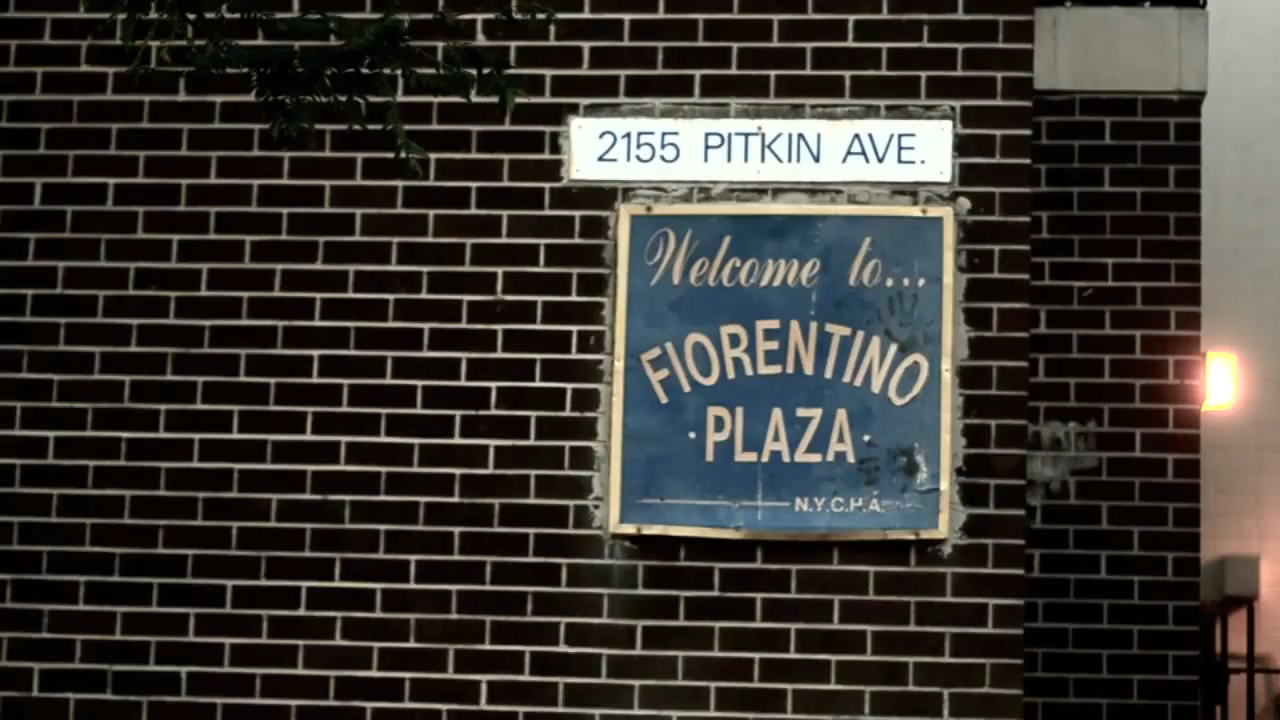 2155 PITKIN AVE.
Welcome to...
FIORENTINO
·PLAZA·
N.Y.C.H.A.